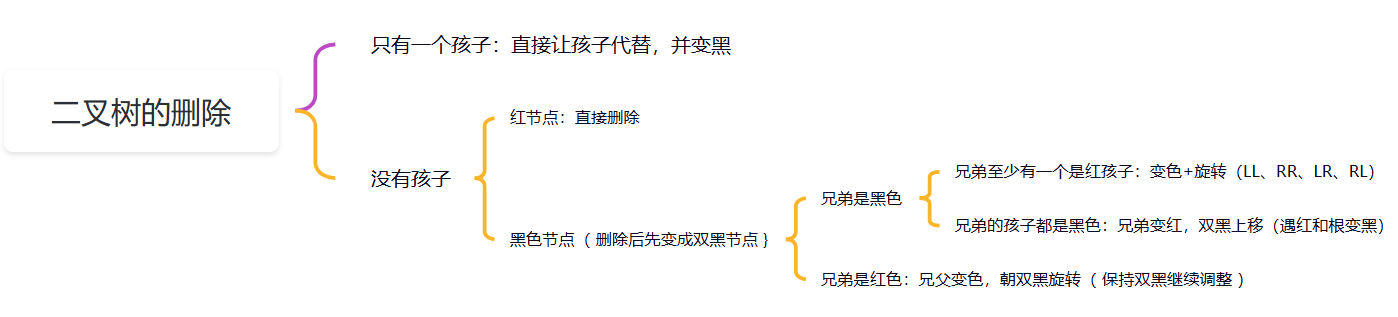 二叉树的删除
只有一个孩子：直接让孩子代替，并变黑
没有孩子
红节点：直接删除
黑色节点（ 删除后先变成双黑节点 }
兄弟是黑色
兄弟至少有一个是红孩子：变色+旋转（LL、RR、LR、RL）
兄弟的孩子都是黑色：兄弟变红，双黑上移（遇红和根变黑）
兄弟是红色：兄父变色，朝双黑旋转（ 保持双黑继续调整 ）